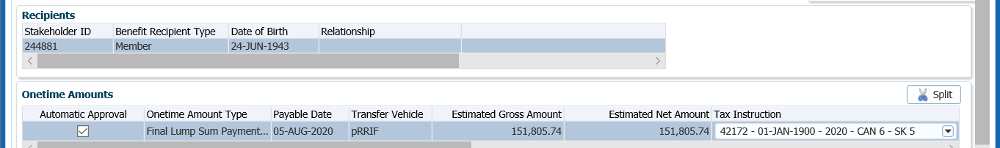 Recipients
Stakeholder ID Benefit Recipient Type Date of Birth Relationship
244881 Member 24-JUN-1943
Onetime Amounts Split
Automatic Approval Onetime Amount Type Payable Date Transfer Vehicle Estimated Gross Amount Estimated Net Amount Tax Instruction
Final Lump Sum Payment... 05-AUG-2020 pRRIF 151,805.74 151,805.74 42172 - 01-JAN-1900 - 2020 - CAN 6 - SK 5